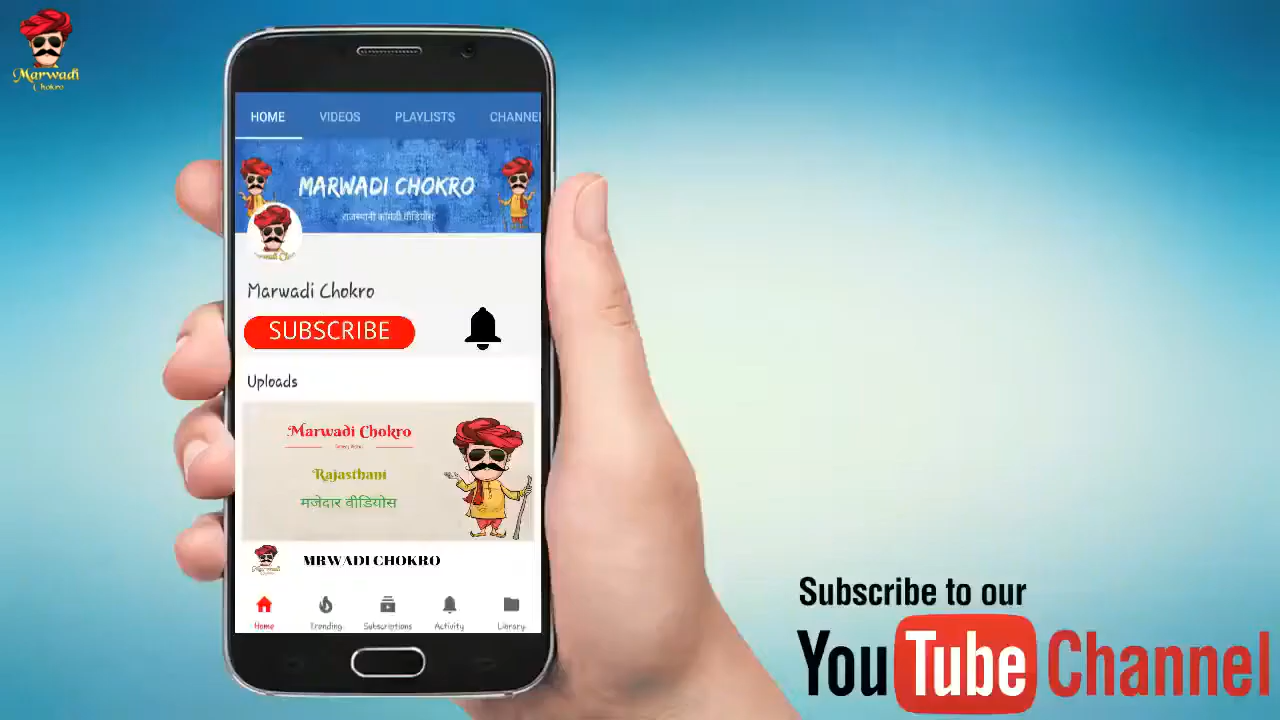 Marwadi
Chokro
HOME VIDEOS PLAYLISTS CHANNEL
MARWADI CHOKRO
राजस्थानी कॉमेडी वीडियोस
Marwadi Chokro
SUBSCRIBE
Uploads
Marwadi Chokro
Rajasthani
मजेदार वीडियोस
MRWADI CHOKRO
Home Trending Subscriptions Activity Library
Subscribe to our
YouTube Channel